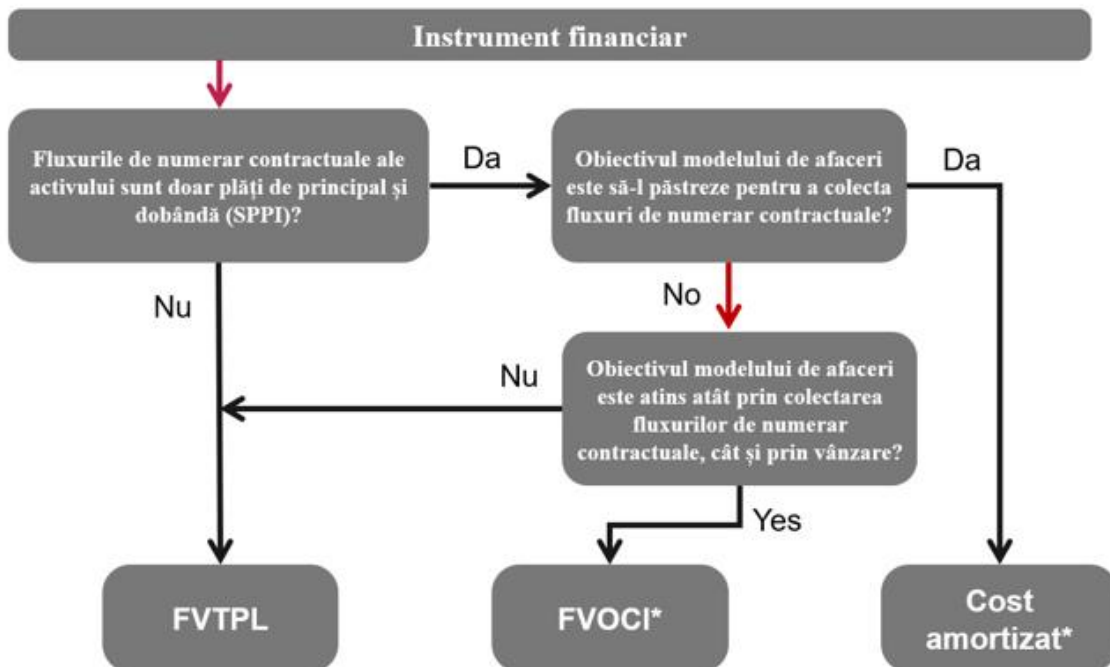 Instrument financiar
Fluxurile de numerar contractuale ale
activului sunt doar plăți de principal și
dobândă (SPPI)?
Da
Obiectivul modelului de afaceri
este să-l păstreze pentru a colecta
fluxuri de numerar contractuale?
Da
Nu
No
Nu
Obiectivul modelului de afaceri
este atins atât prin colectarea
fluxurilor de numerar
contractuale, cât și prin vânzare?
Yes
FVTPL
FVOCI*
Cost
amortizat*